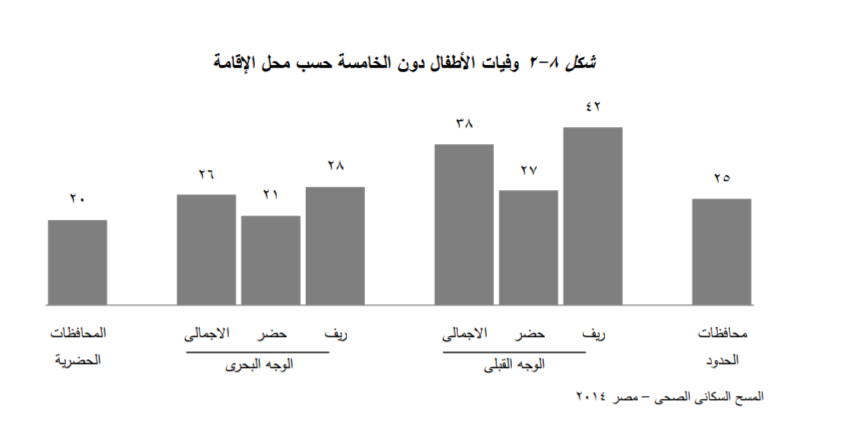 شكل ٨-٢ وفيات الأطفال دون الخامسة حسب محل الإقامة
٢٠
٢٦
٢١
٢٨
٣٨
٢٧
٤٢
٢٥
المحافظات
الحضرية
الاجمالى
حضر
ريف
الوجه البحرى
الاجمالى
حضر
ريف
الوجه القبلى
محافظات
الحدود
المسح السكانى الصحى – مصر ٢٠١٤